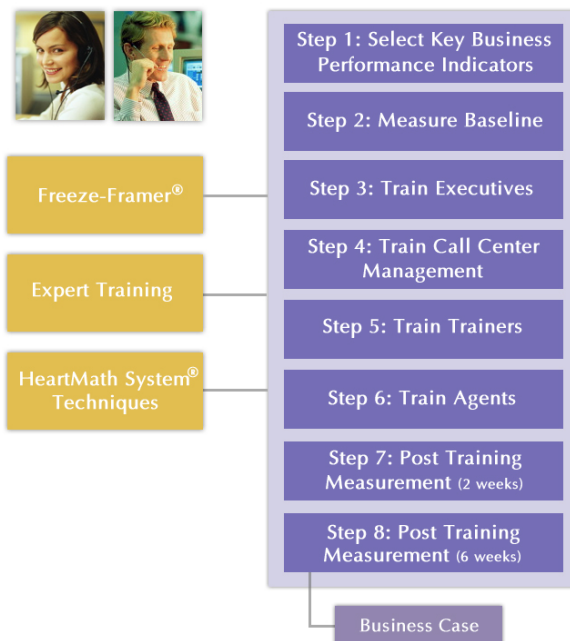 Step 1: Select Key Business
Performance Indicators
Step 2: Measure Baseline
Freeze-Framer®
Step 3: Train Executives
Step 4: Train Call Center
Management
Expert Training
Step 5: Train Trainers
HeartMath System®
Techniques
Step 6: Train Agents
Step 7: Post Training
Measurement (2 weeks)
Step 8: Post Training
Measurement (6 weeks)
Business Case